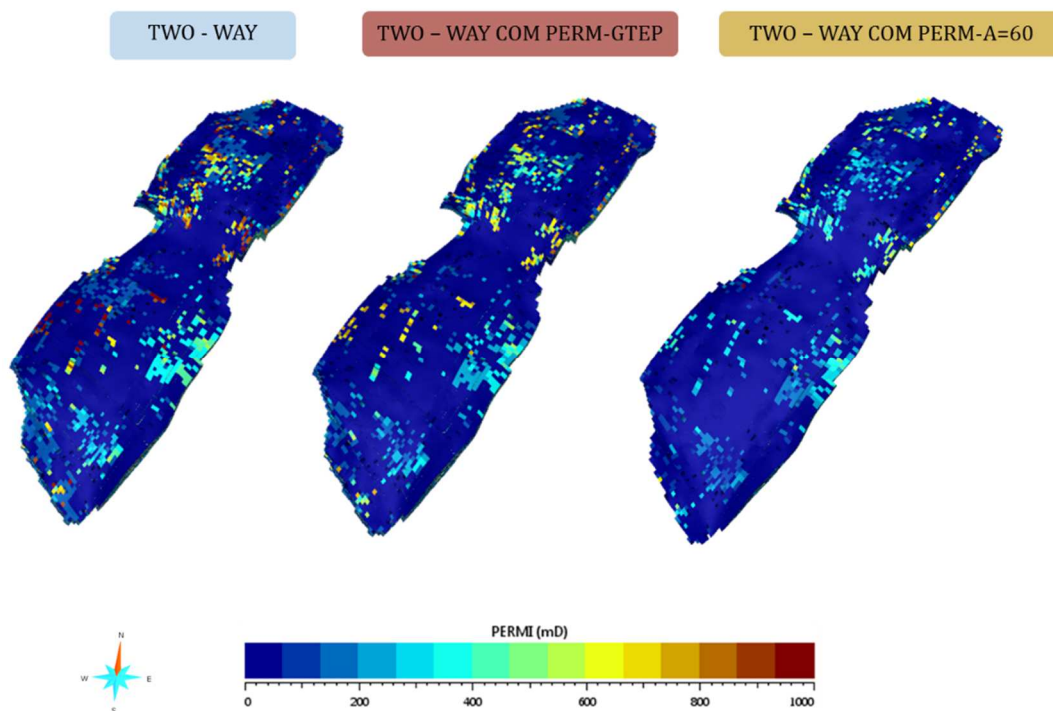 TWO - WAY
TWO – WAY COM PERM-GTEP
TWO – WAY COM PERM-A=60
PERMI (mD)
N
W E
S
0 200 400 600 800 1000